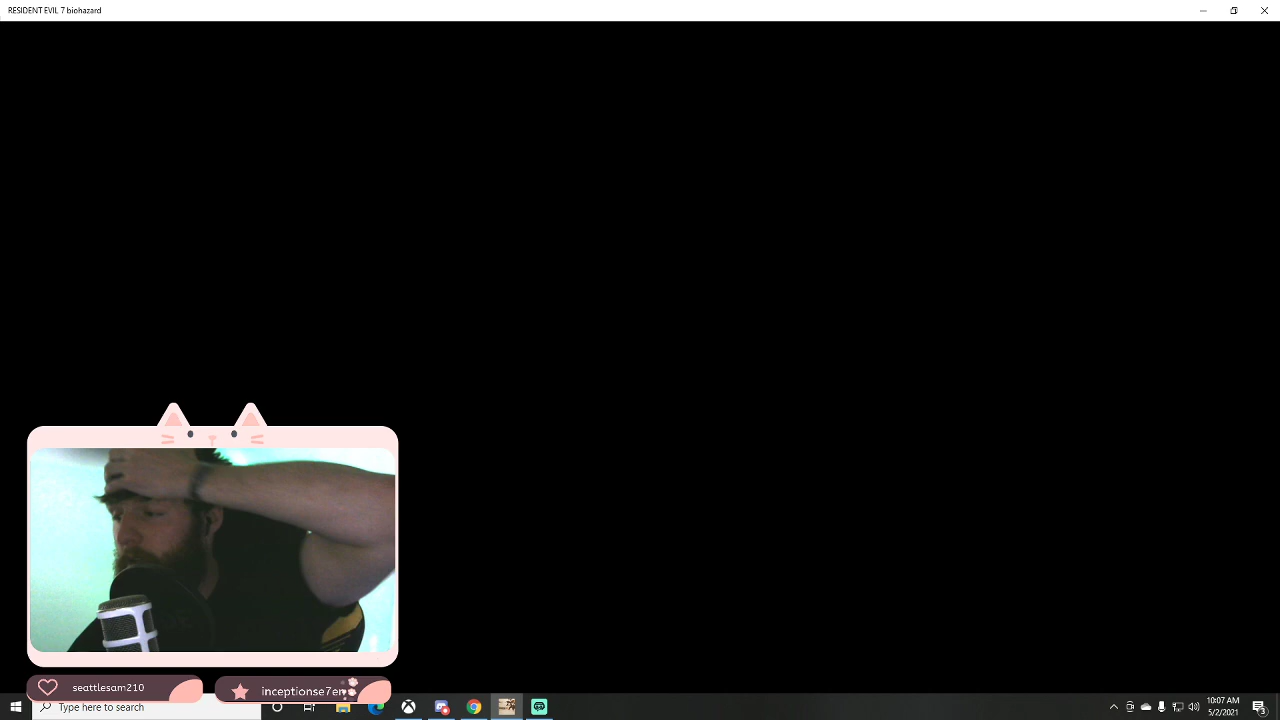 RESIDENT EVIL 7 biohazard
seattlesam210
inceptionse7en
Type here to search
10:07 AM
5/2/2021